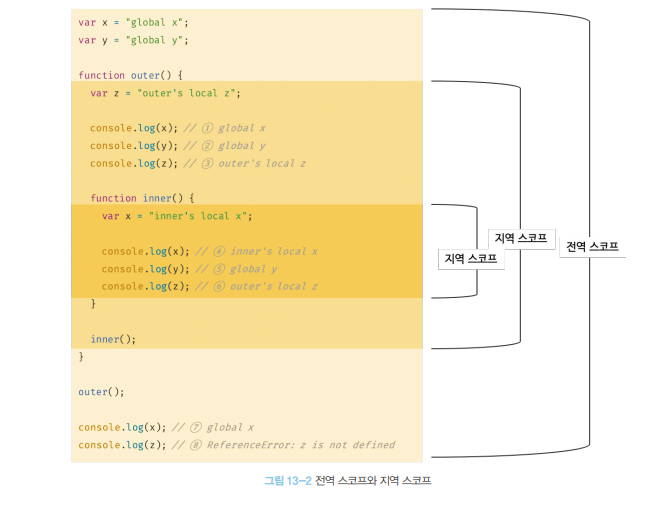 var x = "global x";
var y = "global y";
function outer() {
var z = "outer's local z";
console.log(x); // ① global x
console.log(y); // ② global y
console.log(z); // ③ outer's local z
function inner() {
var x = "inner's local x";
console.log(x); // ④ inner's local x
console.log(y); // ⑤ global y
console.log(z); // ⑥ outer's local z
}
inner();
}
outer();
console.log(x); // ⑦ global x
console.log(z); // ⑧ ReferenceError: z is not defined
지역 스코프
지역 스코프
전역 스코프
그림 13-2 전역 스코프와 지역 스코프